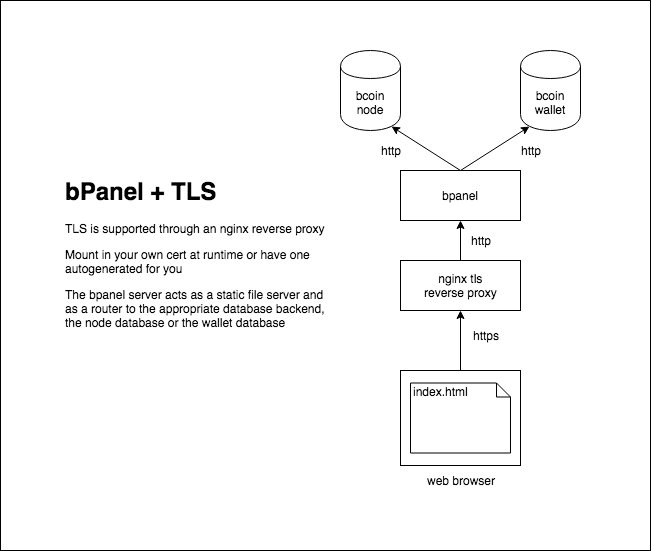 bPanel + TLS
TLS is supported through an nginx reverse proxy
Mount in your own cert at runtime or have one
autogenerated for you
The bpanel server acts as a static file server and
as a router to the appropriate database backend,
the node database or the wallet database
bcoin
node
bcoin
wallet
http
http
bpanel
http
nginx tls
reverse proxy
https
index.html
web browser